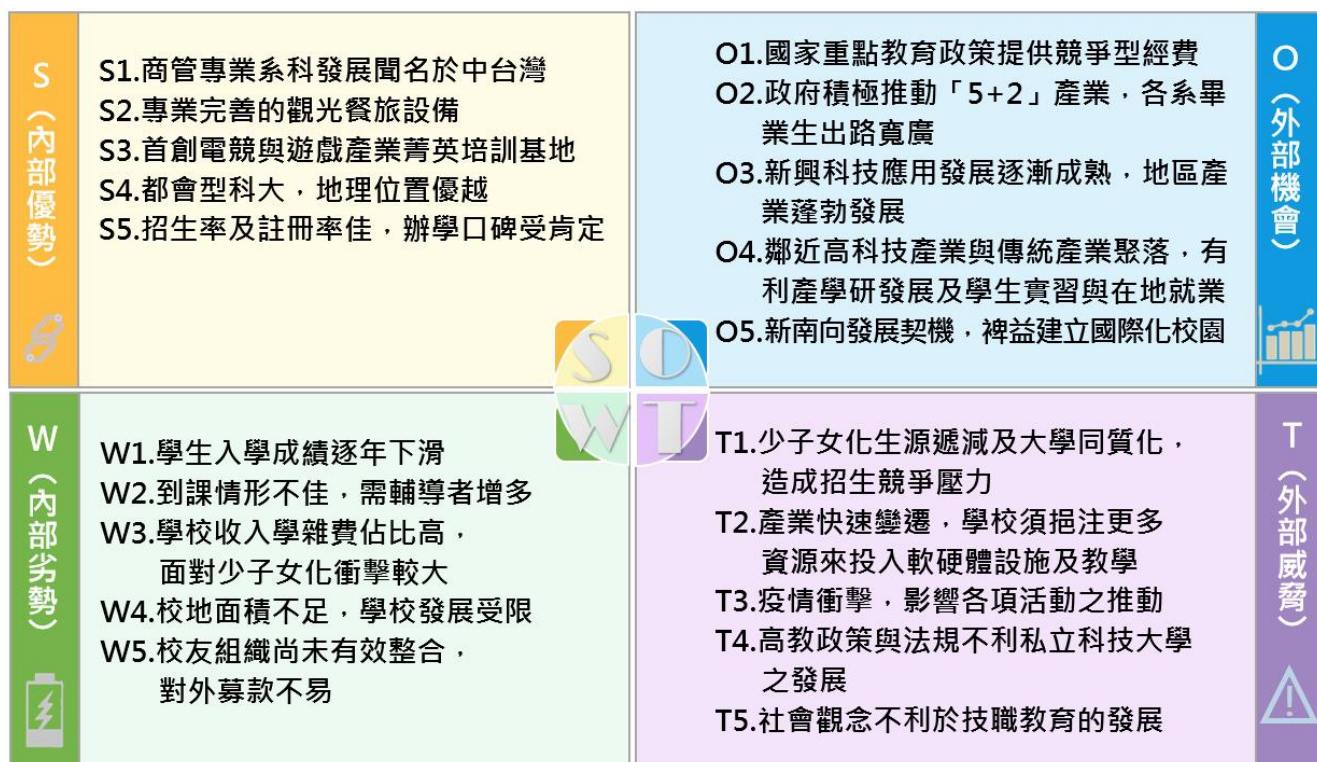 S（內部優勢）
S1.商管專業系科發展聞名於中台灣
S2.專業完善的觀光餐旅設備
S3.首創電競與遊戲產業菁英培訓基地
S4.都會型科大，地理位置優越
S5.招生率及註冊率佳，辦學口碑受肯定
O（外部機會）
O1.國家重點教育政策提供競爭型經費
O2.政府積極推動「5+2」產業，各系畢
業生出路寬廣
O3.新興科技應用發展逐漸成熟，地區產
業蓬勃發展
O4.鄰近高科技產業與傳統產業聚落，有
利產學研發展及學生實習與在地就業
O5.新南向發展契機，裨益建立國際化校園
S O
W T
W（內部劣勢）
W1.學生入學成績逐年下滑
W2.到課情形不佳，需輔導者增多
W3.學校收入學雜費佔比高，
面對少子女化衝擊較大
W4.校地面積不足，學校發展受限
W5.校友組織尚未有效整合，
對外募款不易
T（外部威脅）
T1.少子女化生源遞減及大學同質化，
造成招生競爭壓力
T2.產業快速變遷，學校須挹注更多
資源來投入軟硬體設施及教學
T3.疫情衝擊，影響各項活動之推動
T4.高教政策與法規不利私立科技大學
之發展
T5.社會觀念不利於技職教育的發展